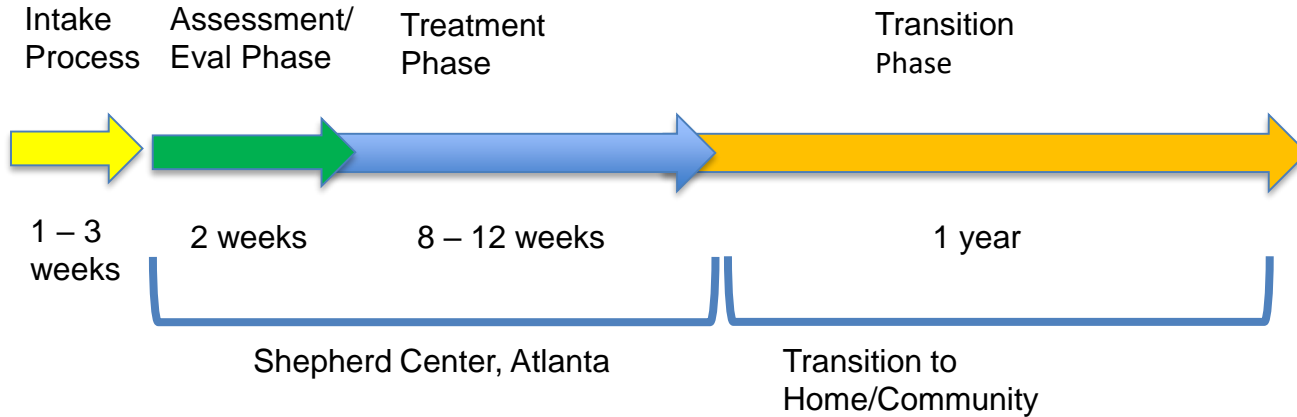 Intake
Process
Assessment/
Eval Phase
Treatment
Phase
Transition
Phase
1 – 3
weeks
2 weeks
8 – 12 weeks
1 year
Shepherd Center, Atlanta
Transition to
Home/Community